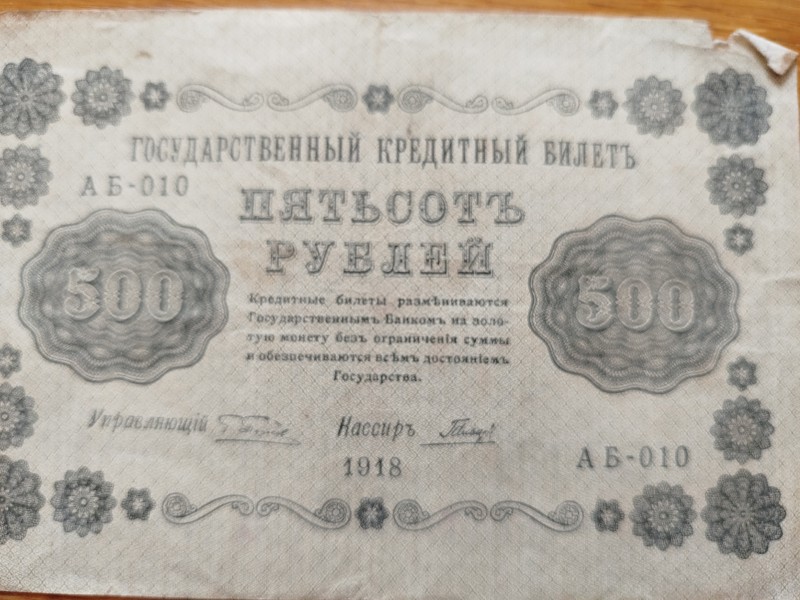 ГОСУДАРСТВЕННЫЙ КРЕДИТНЫЙ БИЛЕТЪ
АБ-010
ПЯТЬСОТЪ
РУБЛЕЙ
500
500
Кредитные билеты размѣниваются
Государственнымъ Банкомъ на золо-
тую монету безъ ограниченія суммы
и обезпечиваются всѣмъ достояніемъ
Государства.
Управляющій
Кассиръ
1918
АБ-010